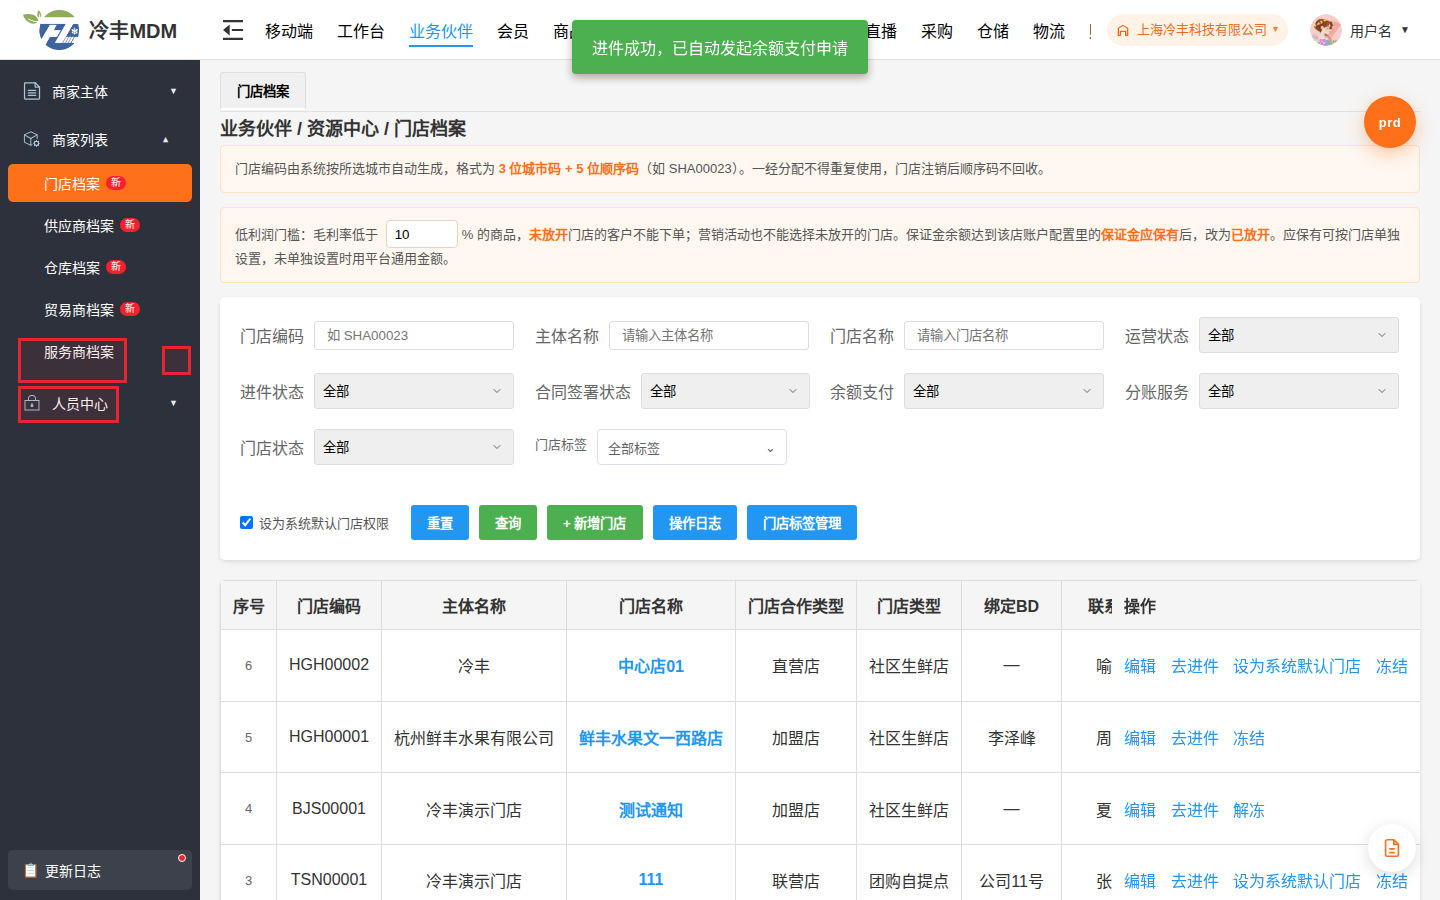 冷丰MDM
移动端 工作台 业务伙伴 会员 直播 采购 仓储 物流
上海冷丰科技有限公司 ▾
用户名 ▼
进件成功，已自动发起余额支付申请
商家主体 ▼
商家列表 ▲
门店档案 新
供应商档案 新
仓库档案 新
贸易商档案 新
服务商档案
人员中心 ▼
📋 更新日志
门店档案
prd
业务伙伴 / 资源中心 / 门店档案
门店编码由系统按所选城市自动生成，格式为 3 位城市码 + 5 位顺序码（如 SHA00023）。一经分配不得重复使用，门店注销后顺序码不回收。
低利润门槛：毛利率低于 10 % 的商品，未放开门店的客户不能下单；营销活动也不能选择未放开的门店。保证金余额达到该店账户配置里的保证金应保有后，改为已放开。应保有可按门店单独
设置，未单独设置时用平台通用金额。
门店编码 如 SHA00023 主体名称 请输入主体名称 门店名称 请输入门店名称 运营状态 全部
进件状态 全部 合同签署状态 全部 余额支付 全部 分账服务 全部
门店状态 全部 门店标签 全部标签
设为系统默认门店权限 重置 查询 + 新增门店 操作日志 门店标签管理
序号 门店编码 主体名称 门店名称 门店合作类型 门店类型 绑定BD 联系 操作
6 HGH00002 冷丰 中心店01 直营店 社区生鲜店 — 喻 编辑 去进件 设为系统默认门店 冻结
5 HGH00001 杭州鲜丰水果有限公司 鲜丰水果文一西路店 加盟店 社区生鲜店 李泽峰 周 编辑 去进件 冻结
4 BJS00001 冷丰演示门店 测试通知 加盟店 社区生鲜店 — 夏 编辑 去进件 解冻
3 TSN00001 冷丰演示门店 111 联营店 团购自提点 公司11号 张 编辑 去进件 设为系统默认门店 冻结